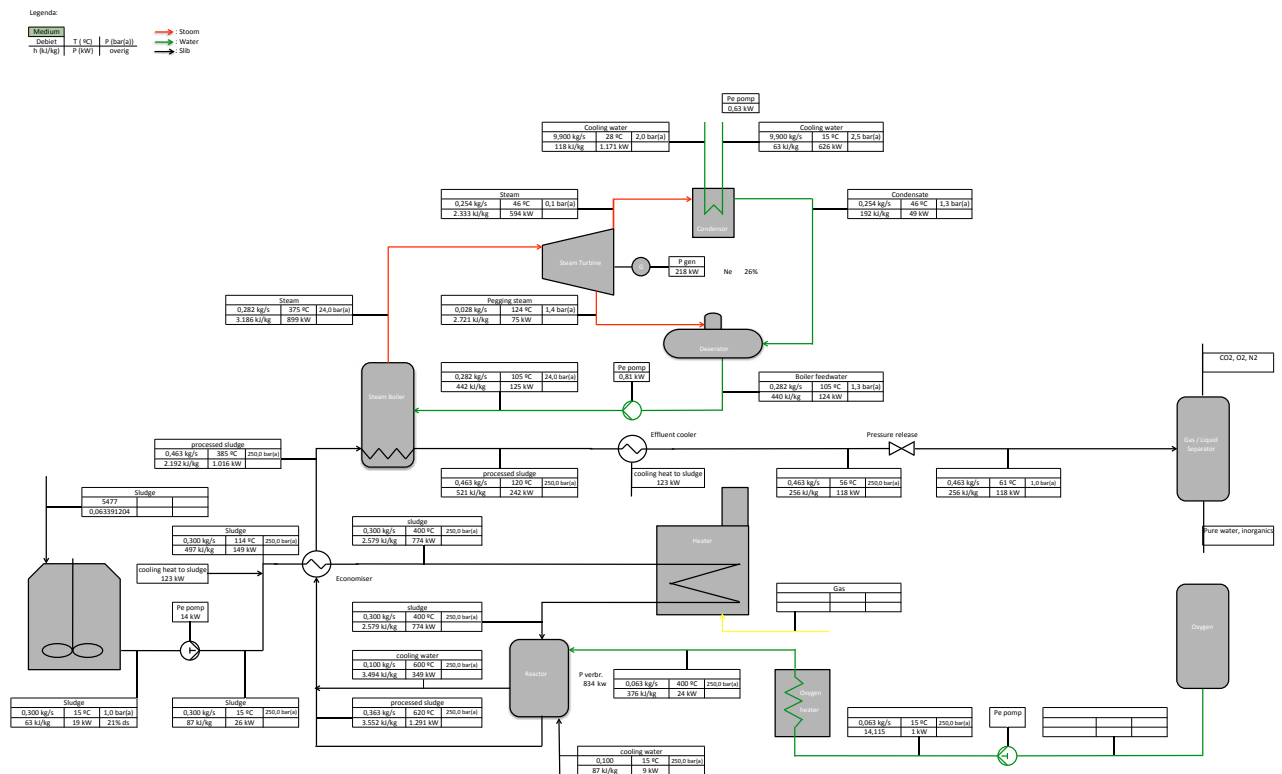 Legenda:
Medium
Debiet T ( ºC) P (bar(a))
h (kJ/kg) P (kW) overig
: Stoom
: Water
: Slib
Pe pomp
0,63 kW
Cooling water
9,900 kg/s 28 ºC 2,0 bar(a)
118 kJ/kg 1.171 kW
Cooling water
9,900 kg/s 15 ºC 2,5 bar(a)
63 kJ/kg 626 kW
Steam
0,254 kg/s 46 ºC 0,1 bar(a)
2.333 kJ/kg 594 kW
Condensor
Condensate
0,254 kg/s 46 ºC 1,3 bar(a)
192 kJ/kg 49 kW
Steam Turbine
G
P gen
218 kW
Ne 26%
Steam
0,282 kg/s 375 ºC 24,0 bar(a)
3.186 kJ/kg 899 kW
Pegging steam
0,028 kg/s 124 ºC 1,4 bar(a)
2.721 kJ/kg 75 kW
Deaerator
CO2, O2, N2
Steam Boiler
0,282 kg/s 105 ºC 24,0 bar(a)
442 kJ/kg 125 kW
Pe pomp
0,81 kW
Boiler feedwater
0,282 kg/s 105 ºC 1,3 bar(a)
440 kJ/kg 124 kW
processed sludge
0,463 kg/s 385 ºC 250,0 bar(a)
2.192 kJ/kg 1.016 kW
Effluent cooler
Pressure release
Gas / Liquid
Separator
processed sludge
0,463 kg/s 120 ºC 250,0 bar(a)
521 kJ/kg 242 kW
cooling heat to sludge
123 kW
0,463 kg/s 56 ºC 250,0 bar(a)
256 kJ/kg 118 kW
0,463 kg/s 61 ºC 1,0 bar(a)
256 kJ/kg 118 kW
Sludge
5477
0,063391204
Sludge
0,300 kg/s 114 ºC 250,0 bar(a)
497 kJ/kg 149 kW
sludge
0,300 kg/s 400 ºC 250,0 bar(a)
2.579 kJ/kg 774 kW
Heater
Pure water, inorganics
cooling heat to sludge
123 kW
Economiser
Gas
Pe pomp
14 kW
sludge
0,300 kg/s 400 ºC 250,0 bar(a)
2.579 kJ/kg 774 kW
Oxygen
cooling water
0,100 kg/s 600 ºC 250,0 bar(a)
3.494 kJ/kg 349 kW
Reactor
P verbr.
834 kw
0,063 kg/s 400 ºC 250,0 bar(a)
376 kJ/kg 24 kW
Oxygen
heater
Sludge
0,300 kg/s 15 ºC 1,0 bar(a)
63 kJ/kg 19 kW 21% ds
Sludge
0,300 kg/s 15 ºC 250,0 bar(a)
87 kJ/kg 26 kW
processed sludge
0,363 kg/s 620 ºC 250,0 bar(a)
3.552 kJ/kg 1.291 kW
0,063 kg/s 15 ºC 250,0 bar(a)
14,115 1 kW
Pe pomp
cooling water
0,100 15 ºC 250,0 bar(a)
87 kJ/kg 9 kW